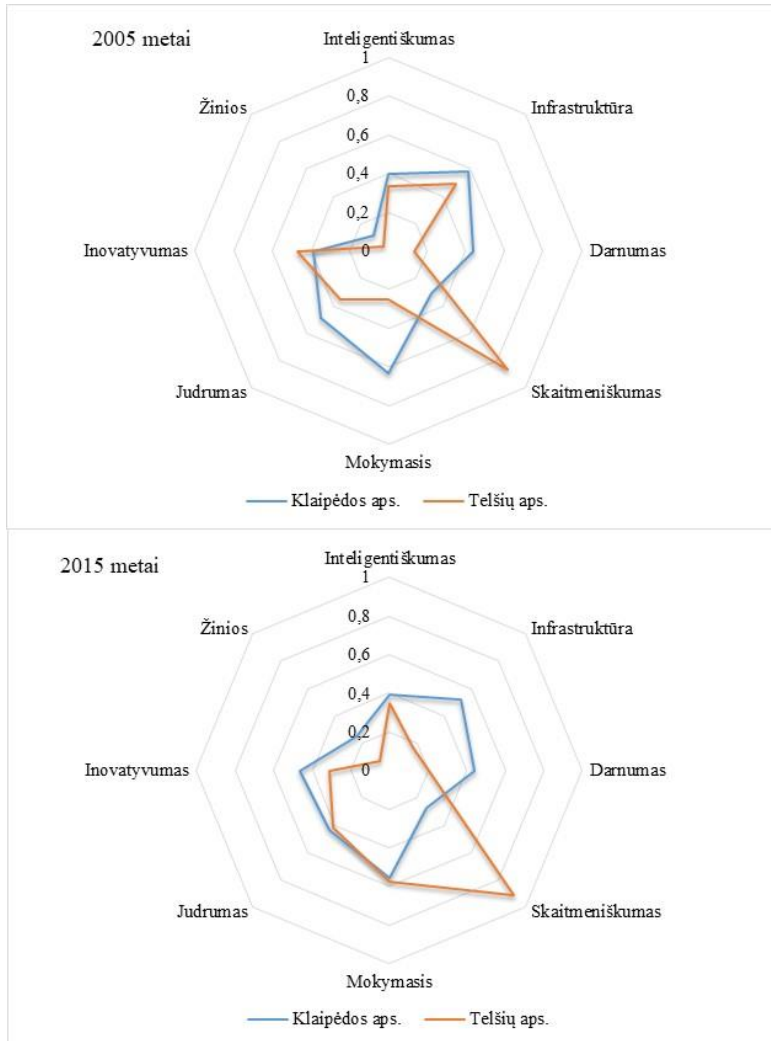 2005 metai
Inteligentiškumas
1
Žinios
Infrastruktūra
0,8
0,6
0,4
0,2
Inovatyvumas
0
Darnumas
Judrumas
Skaitmeniškumas
Mokymasis
Klaipėdos aps.
Telšių aps.
2015 metai
Inteligentiškumas
1
Žinios
Infrastruktūra
0,8
0,6
0,4
0,2
Inovatyvumas
0
Darnumas
Judrumas
Skaitmeniškumas
Mokymasis
Klaipėdos aps.
Telšių aps.